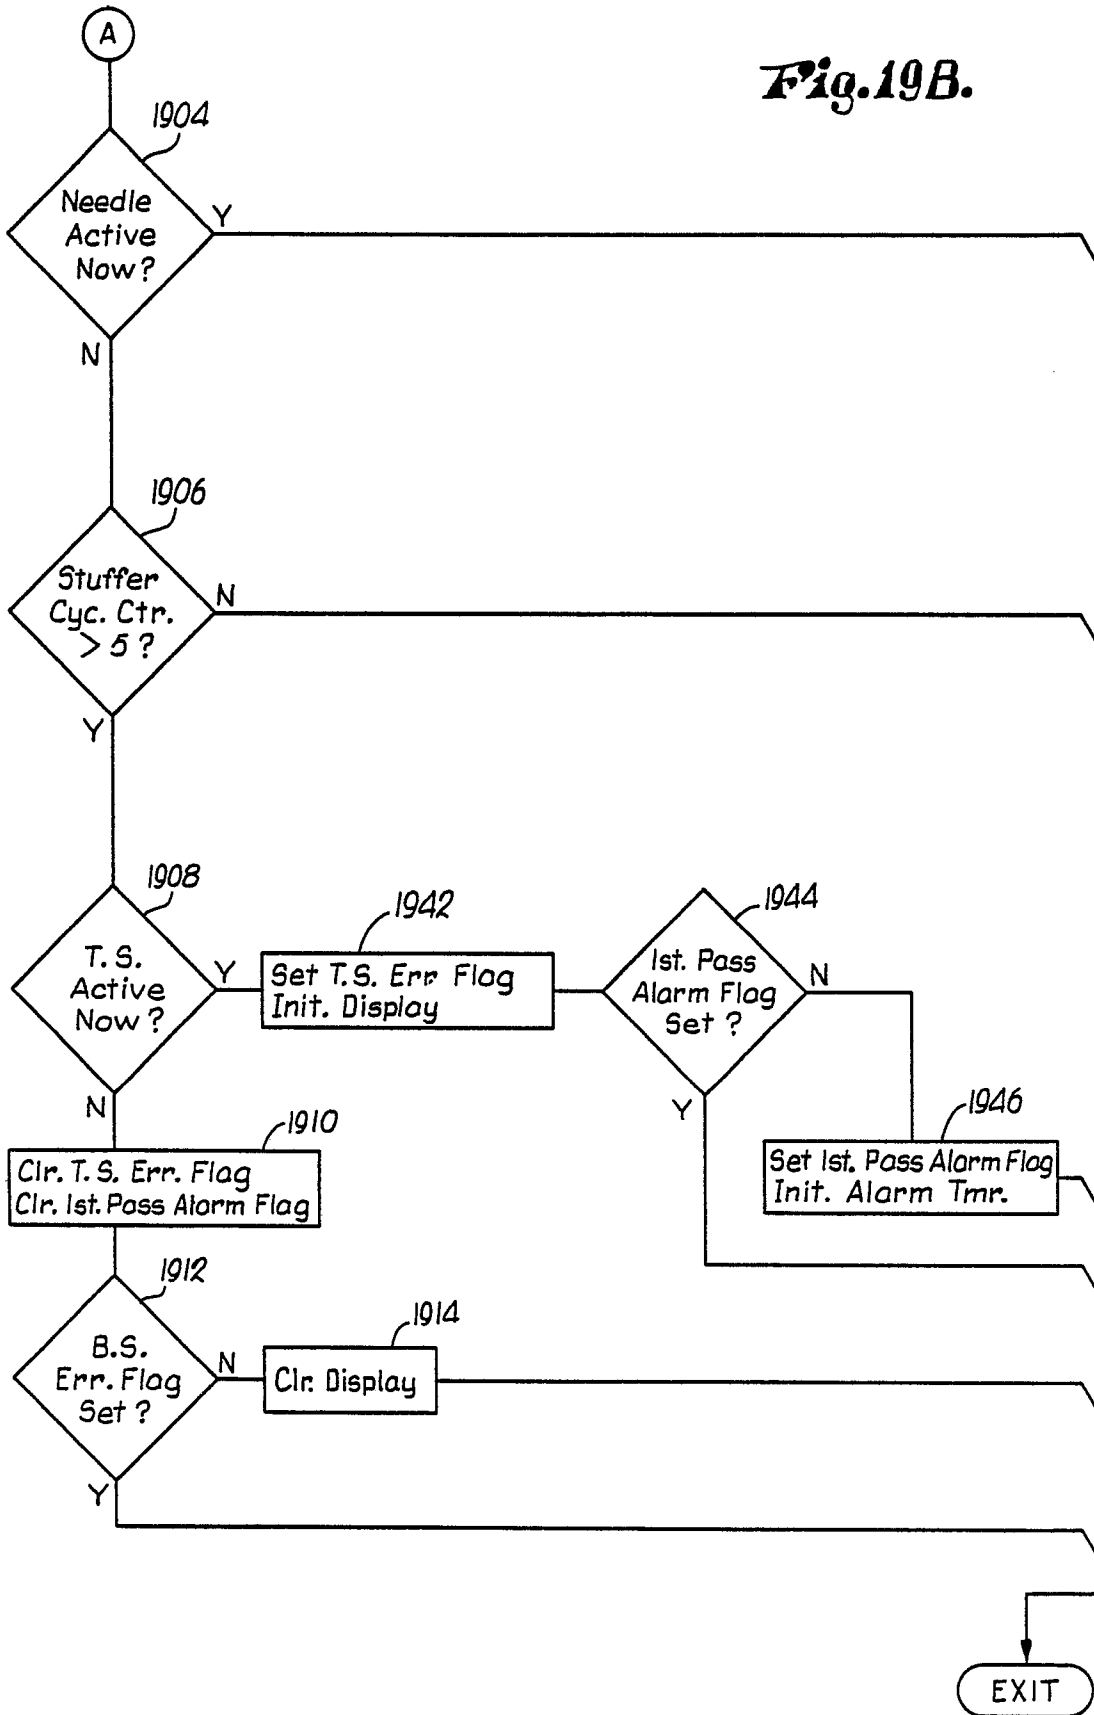 A
Fig.19B.
1904
Needle
Active
Now?
Y
N
1906
Stuffer
Cyc. Ctr.
> 5?
N
Y
1908
T.S.
Active
Now?
Y
N
1942
Set T.S. Err Flag
Init. Display
1944
1st. Pass
Alarm Flag
Set ?
N
Y
1946
Set 1st. Pass Alarm Flag
Init. Alarm Tmr.
1910
Clr. T.S. Err. Flag
Clr. 1st. Pass Alarm Flag
1912
B.S.
Err. Flag
Set ?
N
Y
1914
Clr. Display
EXIT